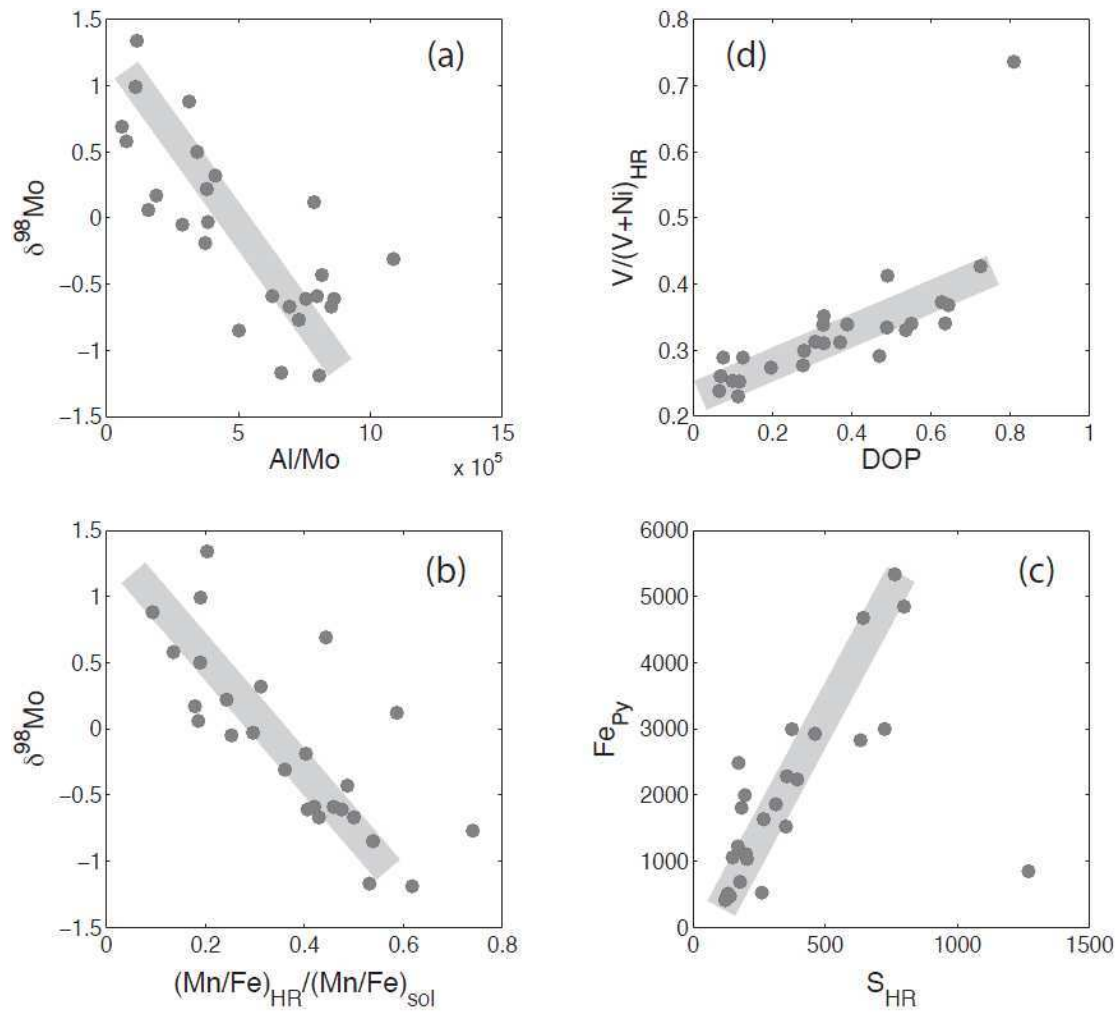 1.5
1
0.5
0
−0.5
−1
−1.5
δ98Mo
(a)
0 5 10 15
Al/Mo
x 10^5
0.8
0.7
0.6
0.5
0.4
0.3
0.2
V/(V+Ni)HR
(d)
0 0.2 0.4 0.6 0.8 1
DOP
1.5
1
0.5
0
−0.5
−1
−1.5
δ98Mo
(b)
0 0.2 0.4 0.6 0.8
(Mn/Fe)HR/(Mn/Fe)sol
6000
5000
4000
3000
2000
1000
0
FePy
(c)
0 500 1000 1500
SHR